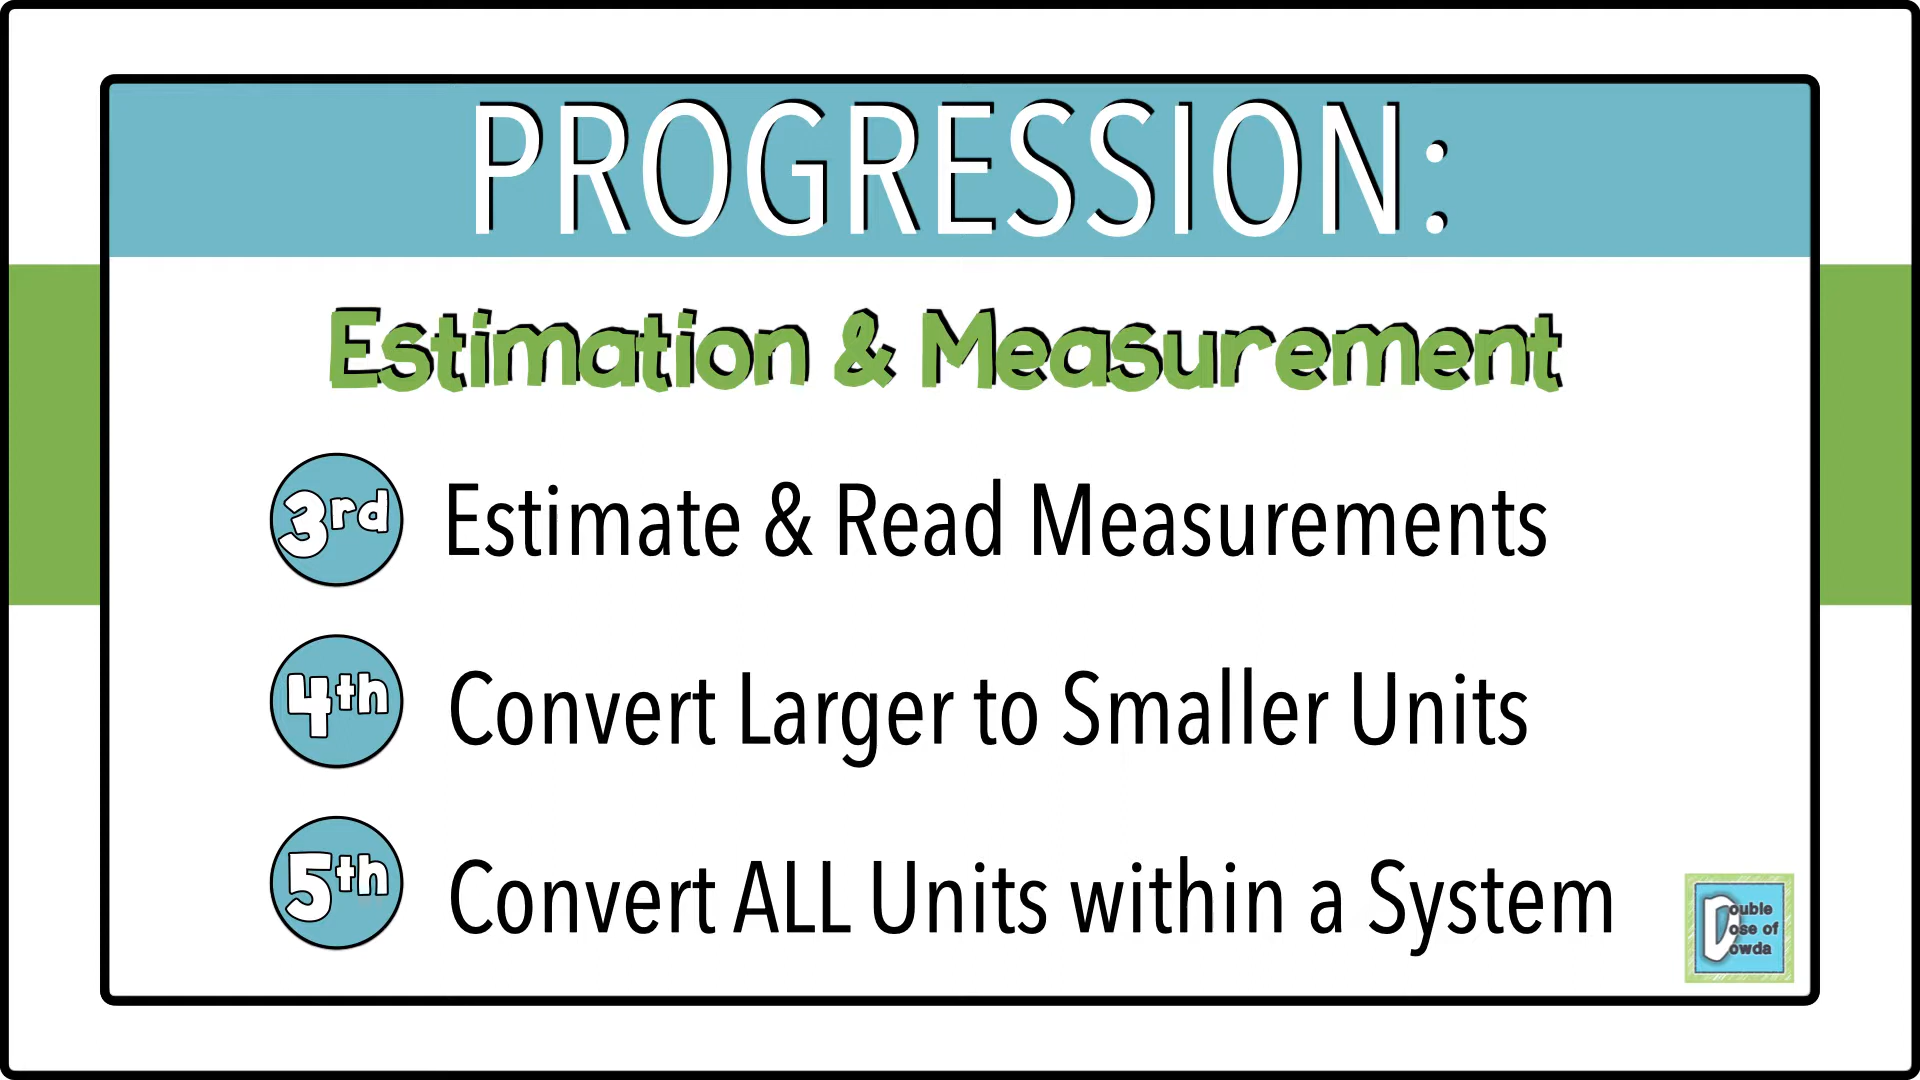 PROGRESSION:
Estimation & Measurement
3rd Estimate & Read Measurements
4th Convert Larger to Smaller Units
5th Convert ALL Units within a System
Double
Dose of
Dowda